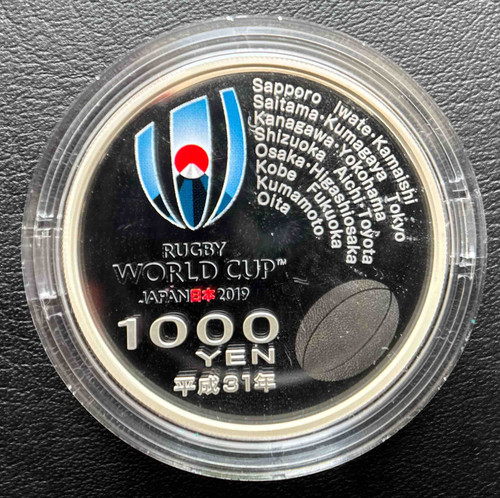 Sapporo Iwate・Kamaishi
Saitama・Kumagaya Tokyo
Kanagawa・Yokohama
Shizuoka Aichi・Toyota
Osaka・Higashiosaka
Kobe Fukuoka
Kumamoto
Oita
RUGBY
WORLD CUP™
JAPAN日本2019
1000
YEN
平成31年